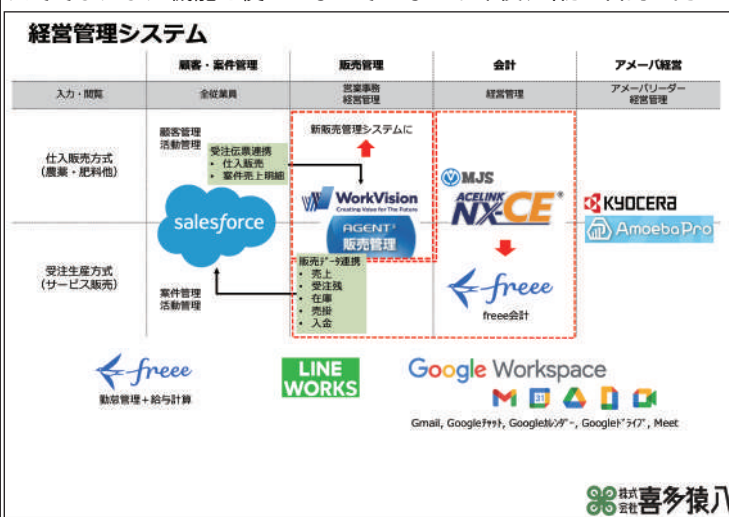 経営管理システム
顧客・案件管理
販売管理
会計
アメーバ経営
入力・閲覧
全従業員
営業事務
経営管理
経営管理
アメーバリーダー
経営管理
仕入販売方式
(農薬・肥料他)
顧客管理
活動管理
受注伝票連携
• 仕入販売
• 案件売上明細
新販売管理システムに
salesforce
WorkVision
Creating Value for The Future
AGENT
販売管理
MJS
ACELINK
NX-CE®
KYOCERA
AmoebaPro
受注生産方式
(サービス販売)
案件管理
活動管理
販売ﾃﾞｰﾀ連携
• 売上
• 受注残
• 在庫
• 売掛
• 入金
freee
freee会計
freee
勤怠管理+給与計算
LINE
WORKS
Google Workspace
31
Gmail, Googleﾁｬｯﾄ, Googleｶﾚﾝﾀﾞｰ, Googleﾄﾞﾗｲﾌﾞ, Meet
株式
会社
喜多猿八